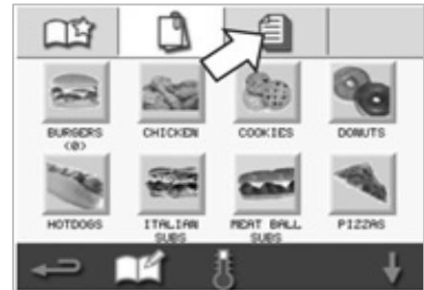 BURGERS CHICKEN COOKIES DONUTS
(0)
HOTDOGS ITALIAN MEAT BALL PIZZAS
SUBS SUBS